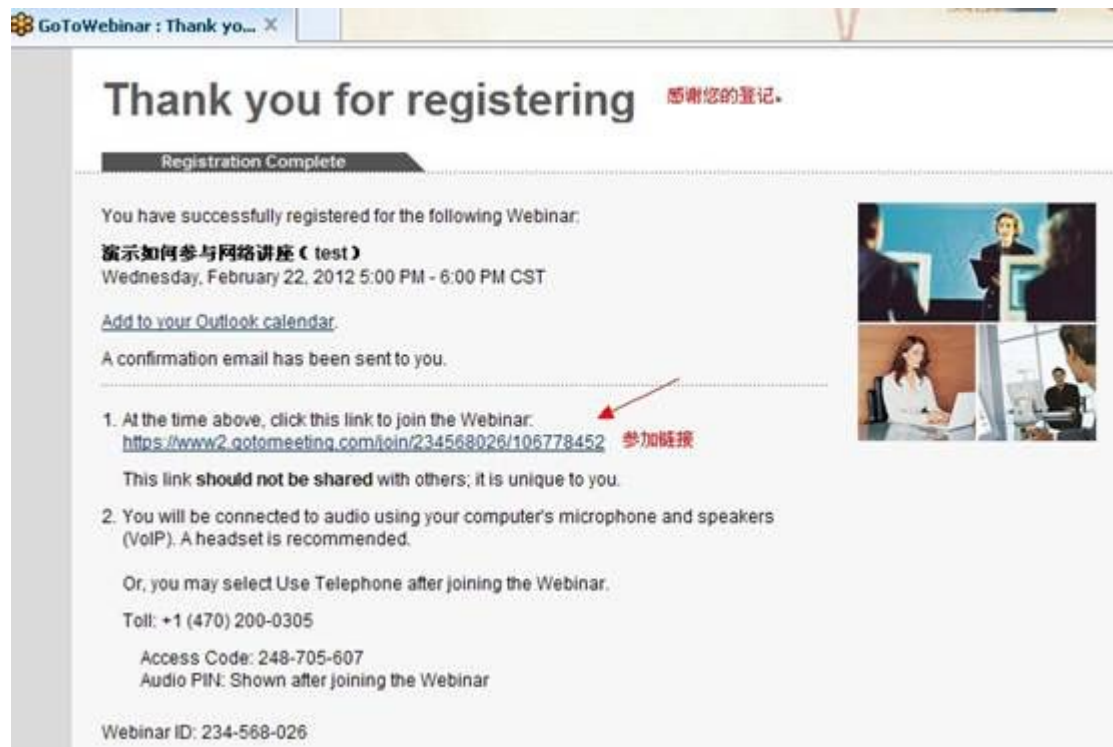 GoToWebinar : Thank yo... X
Thank you for registering 感谢您的登记。
Registration Complete
You have successfully registered for the following Webinar:
演示如何参与网络讲座（test）
Wednesday, February 22, 2012 5:00 PM - 6:00 PM CST
Add to your Outlook calendar.
A confirmation email has been sent to you.
1. At the time above, click this link to join the Webinar:
https://www2.gotomeeting.com/join/234568026/106778452 参加链接
This link should not be shared with others; it is unique to you.
2. You will be connected to audio using your computer's microphone and speakers
(VoIP). A headset is recommended.
Or, you may select Use Telephone after joining the Webinar.
Toll: +1 (470) 200-0305
Access Code: 248-705-607
Audio PIN: Shown after joining the Webinar
Webinar ID: 234-568-026